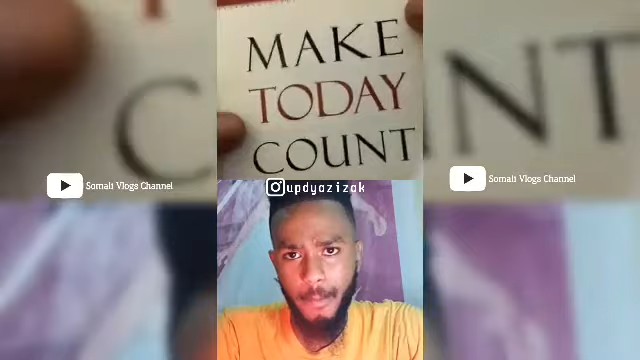 MAKE
TODAY
COUNT
Somali Vlogs Channel
Somali Vlogs Channel
updyazizak